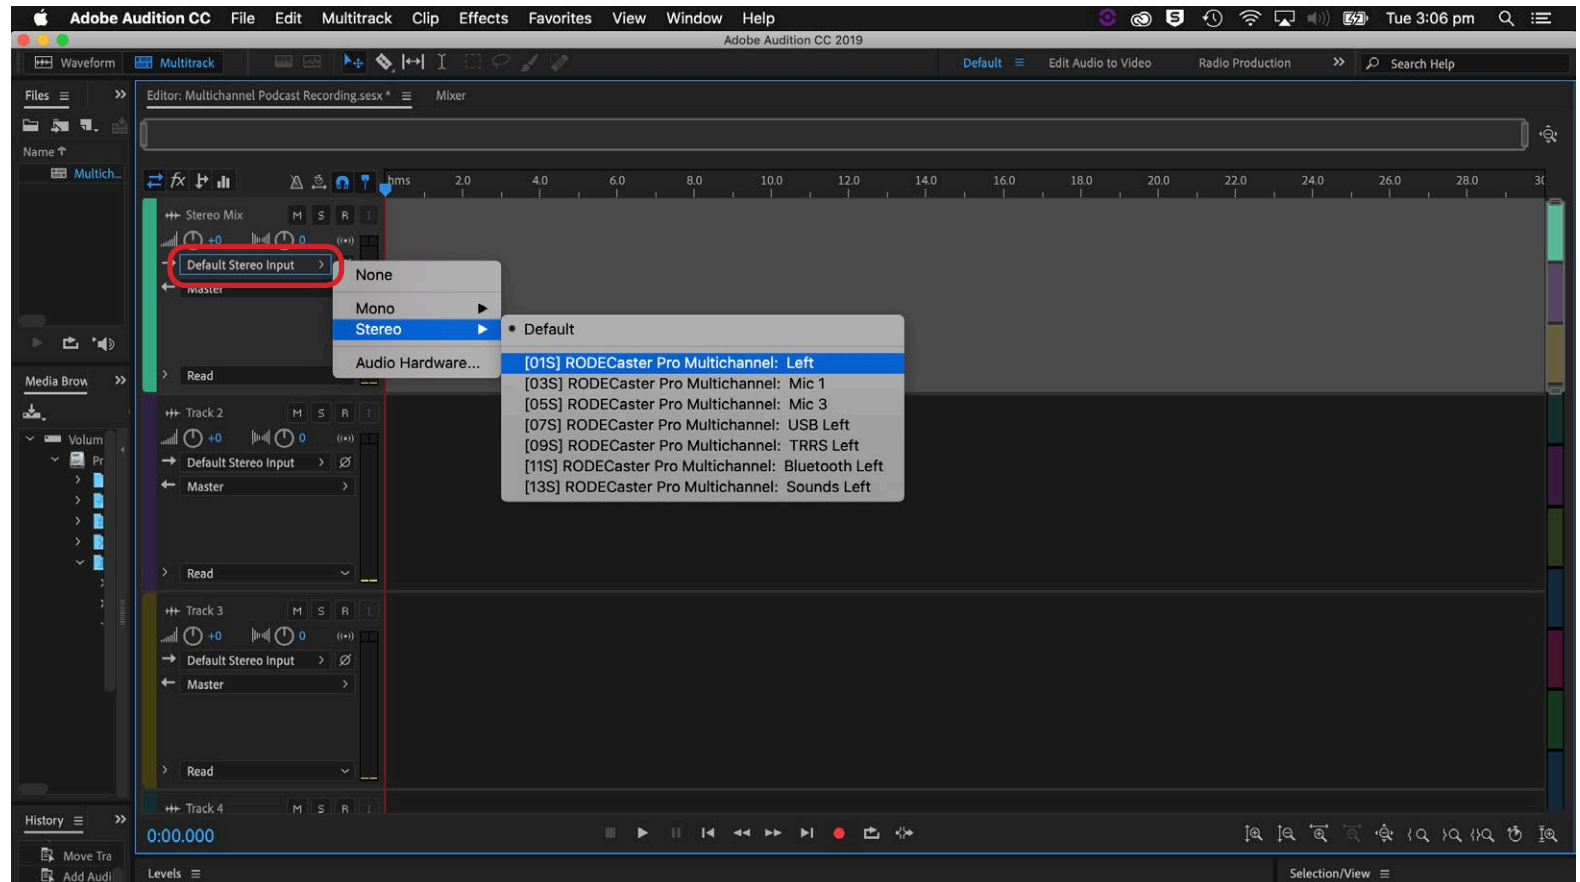 Adobe Audition CC File Edit Multitrack Clip Effects Favorites View Window Help Tue 3:06 pm
Adobe Audition CC 2019
Waveform Multitrack Default Edit Audio to Video Radio Production Search Help
Files Editor: Multichannel Podcast Recording.sesx * Mixer
Name
Multich...
hms 2.0 4.0 6.0 8.0 10.0 12.0 14.0 16.0 18.0 20.0 22.0 24.0 26.0 28.0 30
Stereo Mix M S R I
+0 0
Default Stereo Input
Master
None
Mono
Stereo
Audio Hardware...
Default
[01S] RODECaster Pro Multichannel: Left
[03S] RODECaster Pro Multichannel: Mic 1
[05S] RODECaster Pro Multichannel: Mic 3
[07S] RODECaster Pro Multichannel: USB Left
[09S] RODECaster Pro Multichannel: TRRS Left
[11S] RODECaster Pro Multichannel: Bluetooth Left
[13S] RODECaster Pro Multichannel: Sounds Left
Read
Media Brow
Volum
Pr
Track 2 M S R I
+0 0
Default Stereo Input
Master
Read
Track 3 M S R I
+0 0
Default Stereo Input
Master
Read
Track 4 M S R I
History
0:00.000
Move Tra
Add Audi
Levels
Selection/View